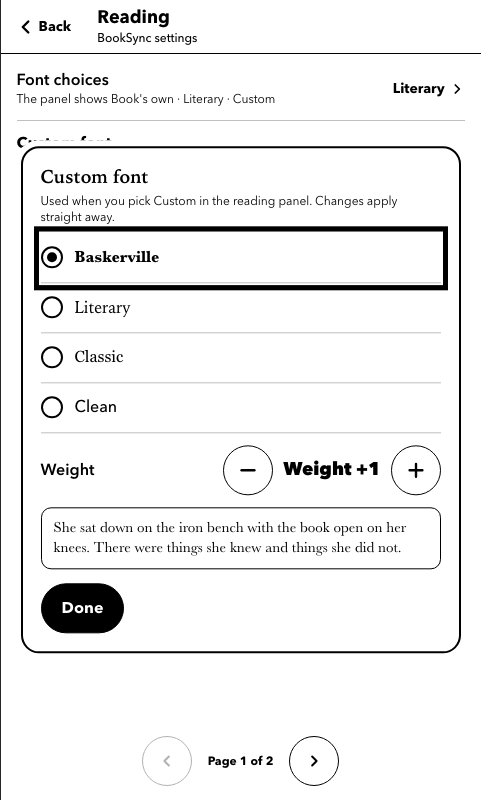 Back
Reading
BookSync settings
Font choices
The panel shows Book's own · Literary · Custom
Literary
Custom font
Custom font
Used when you pick Custom in the reading panel. Changes apply
straight away.
Baskerville
Literary
Classic
Clean
Weight
Weight +1
She sat down on the iron bench with the book open on her
knees. There were things she knew and things she did not.
Done
Page 1 of 2